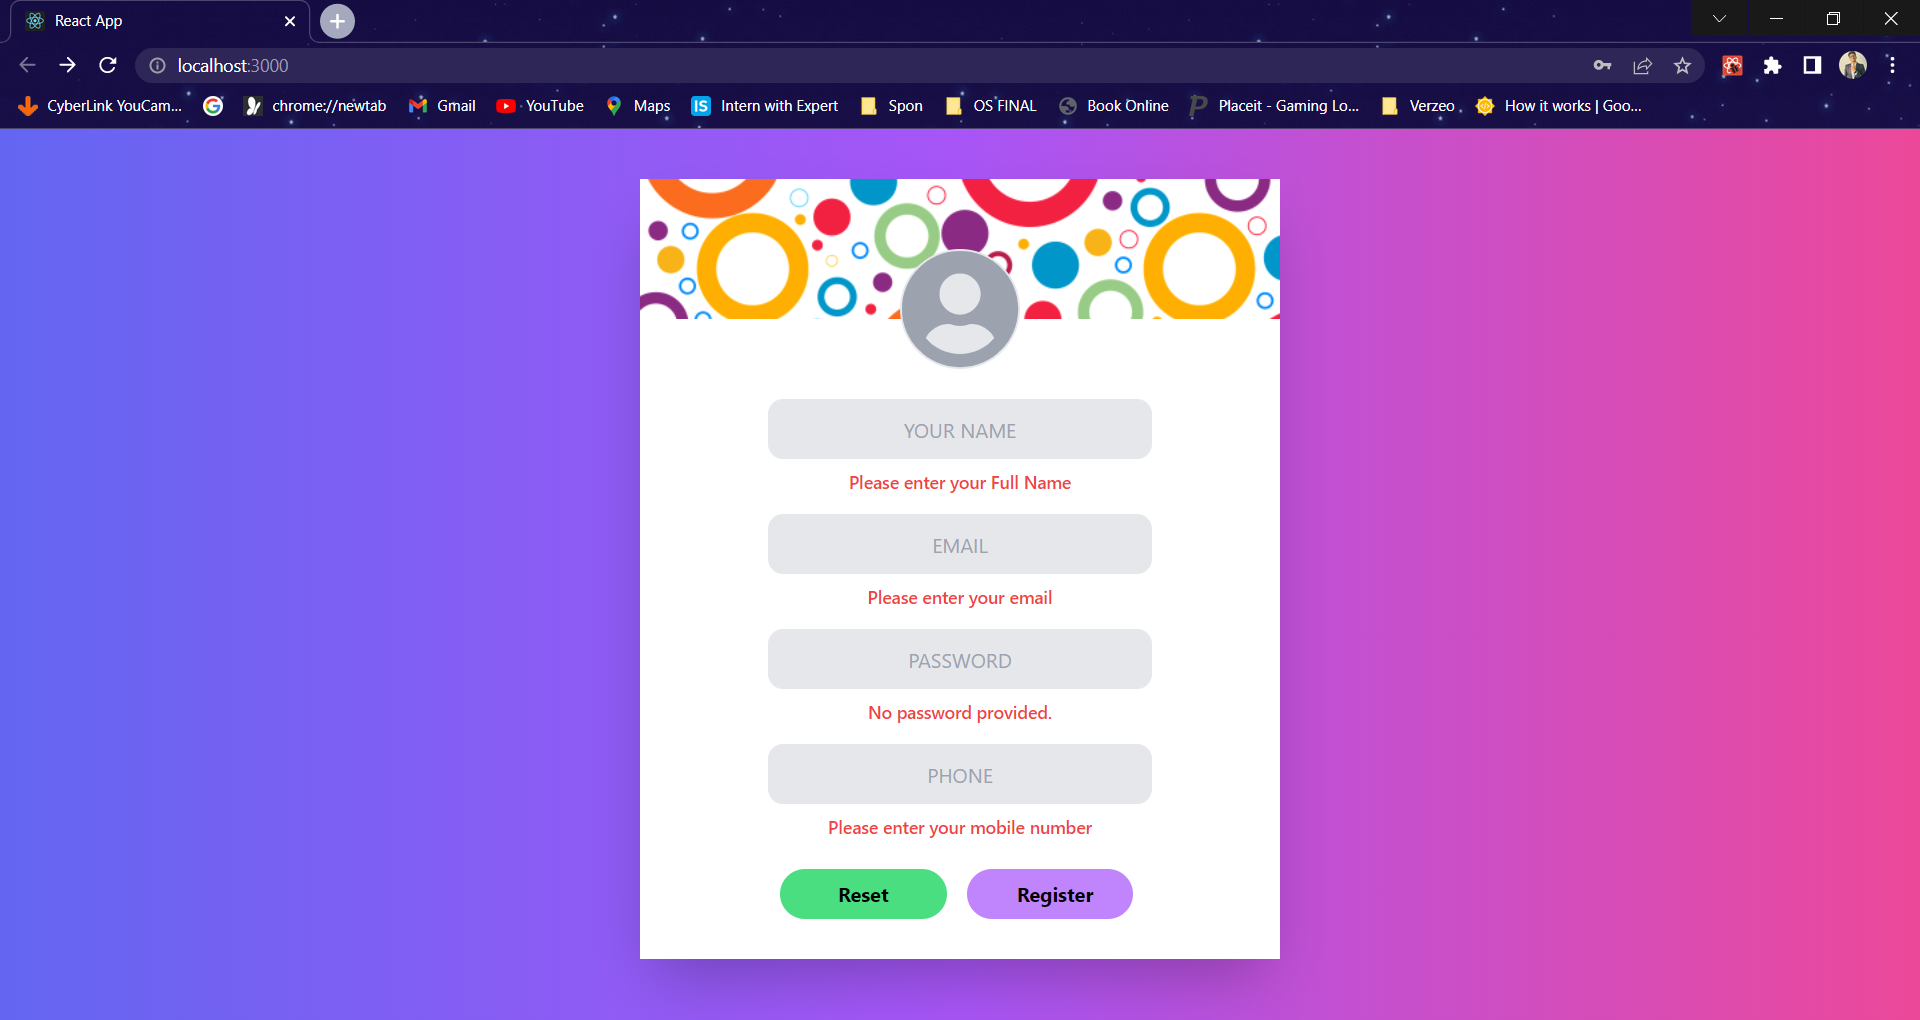 React App
localhost:3000
CyberLink YouCam... chrome://newtab Gmail YouTube Maps IS Intern with Expert Spon OS FINAL Book Online P Placeit - Gaming Lo... Verzeo How it works | Goo...
YOUR NAME
Please enter your Full Name
EMAIL
Please enter your email
PASSWORD
No password provided.
PHONE
Please enter your mobile number
Reset Register